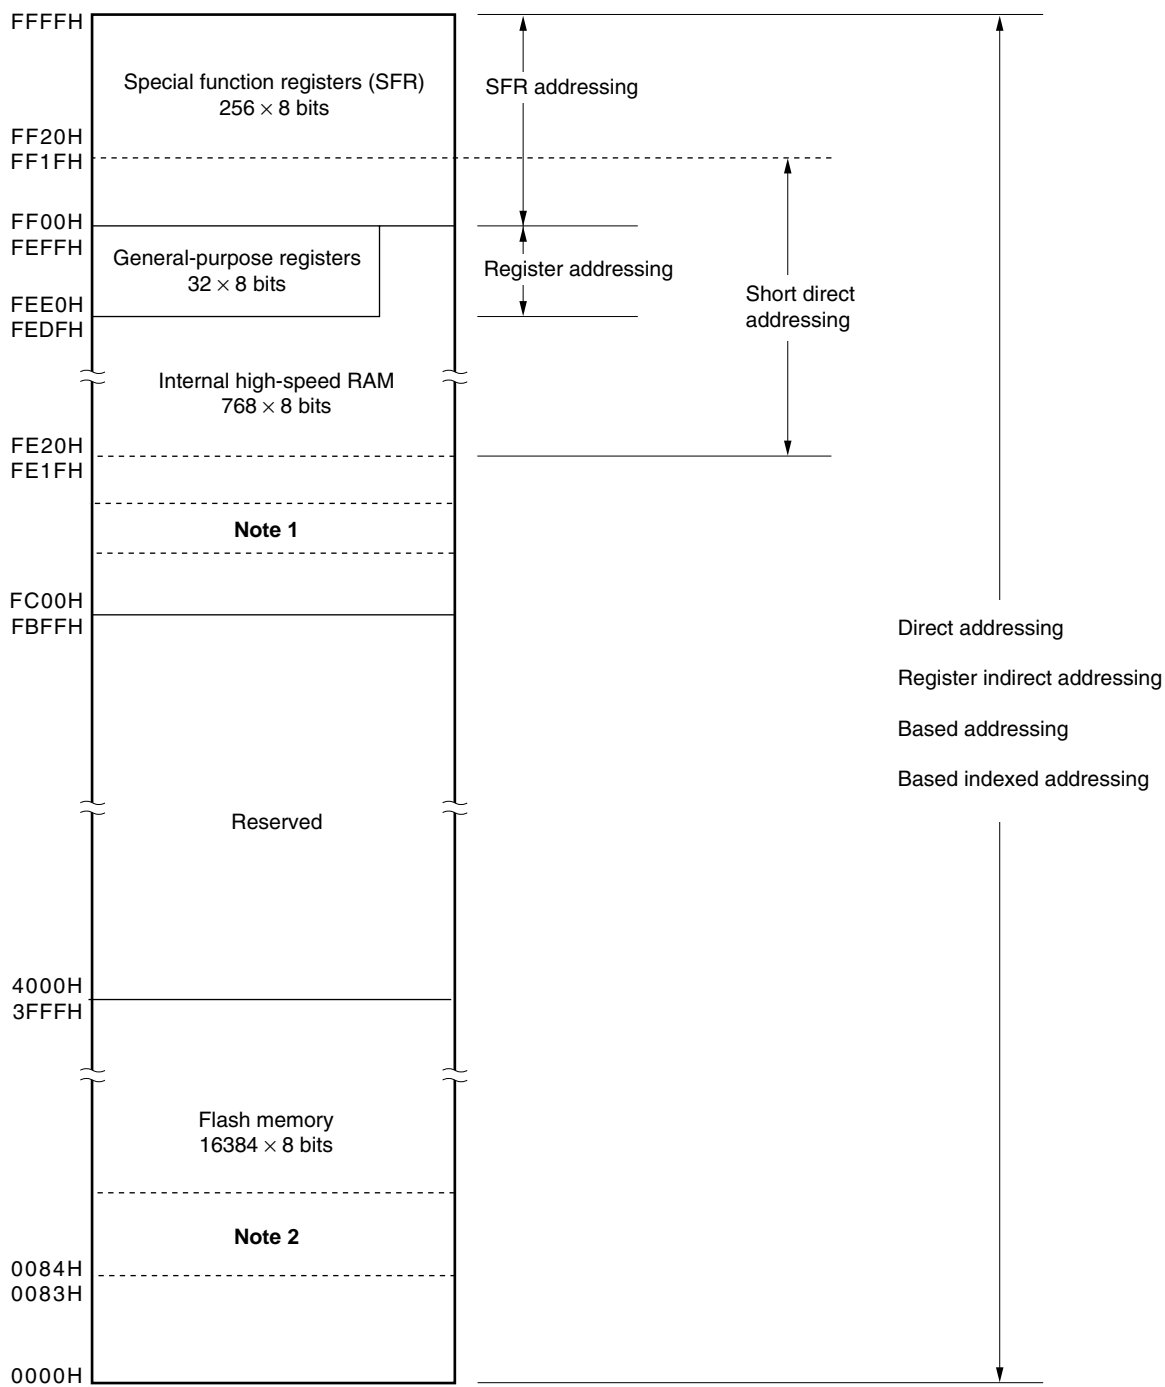 FFFFH
Special function registers (SFR)
256 × 8 bits
SFR addressing
FF20H
FF1FH
FF00H
FEFFH
General-purpose registers
32 × 8 bits
Register addressing
Short direct
addressing
FEE0H
FEDFH
Internal high-speed RAM
768 × 8 bits
FE20H
FE1FH
Note 1
FC00H
FBFFH
Direct addressing
Register indirect addressing
Based addressing
Based indexed addressing
Reserved
4000H
3FFFH
Flash memory
16384 × 8 bits
Note 2
0084H
0083H
0000H